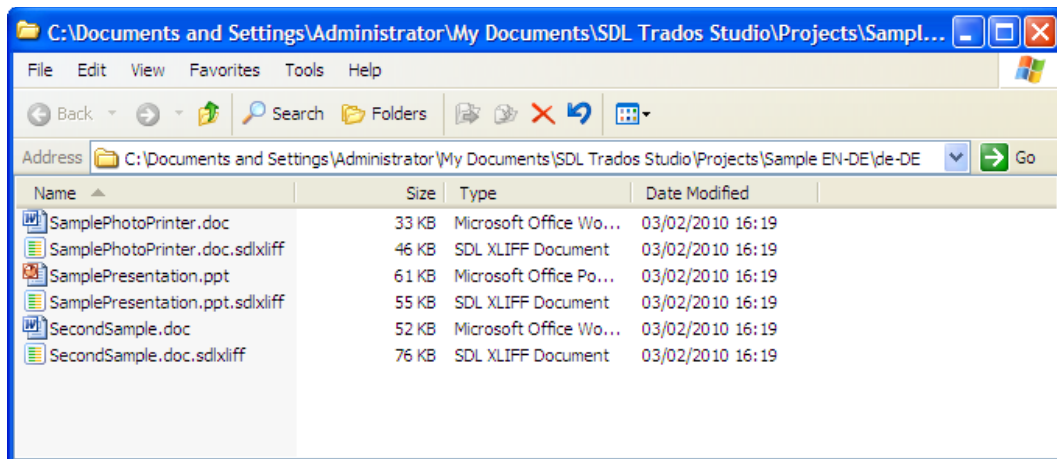 C:\Documents and Settings\Administrator\My Documents\SDL Trados Studio\Projects\Sampl...
File Edit View Favorites Tools Help
Back Search Folders
Address C:\Documents and Settings\Administrator\My Documents\SDL Trados Studio\Projects\Sample EN-DE\de-DE Go
Name Size Type Date Modified
SamplePhotoPrinter.doc 33 KB Microsoft Office Wo... 03/02/2010 16:19
SamplePhotoPrinter.doc.sdlxliff 46 KB SDL XLIFF Document 03/02/2010 16:19
SamplePresentation.ppt 61 KB Microsoft Office Po... 03/02/2010 16:19
SamplePresentation.ppt.sdlxliff 55 KB SDL XLIFF Document 03/02/2010 16:19
SecondSample.doc 52 KB Microsoft Office Wo... 03/02/2010 16:19
SecondSample.doc.sdlxliff 76 KB SDL XLIFF Document 03/02/2010 16:19